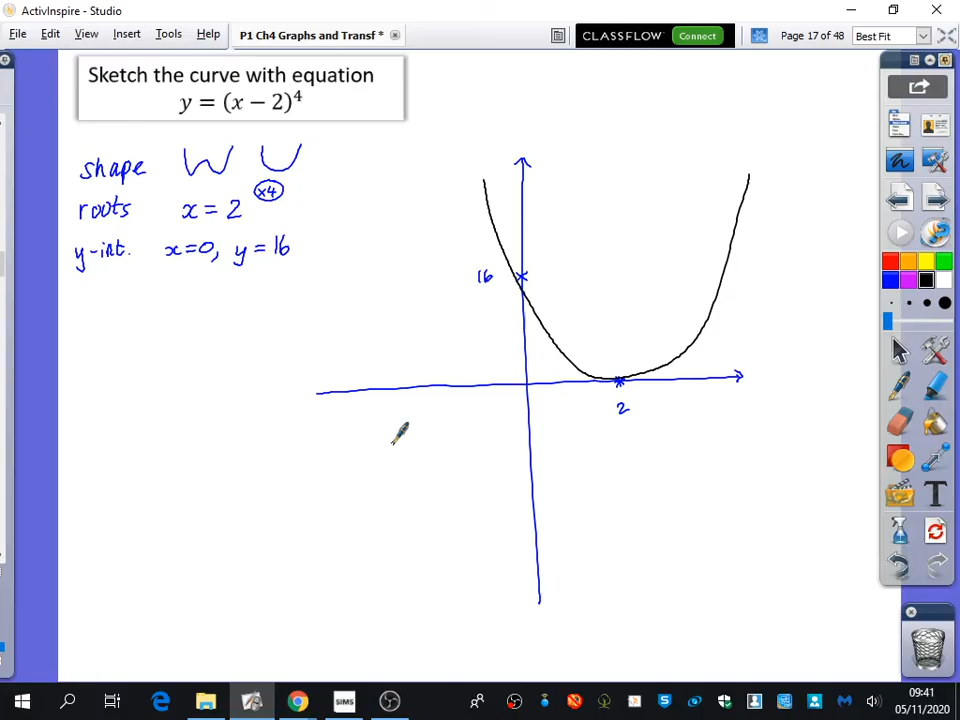 ActivInspire - Studio
File Edit View Insert Tools Help
P1 Ch4 Graphs and Transf *
CLASSFLOW Connect
Page 17 of 48
Best Fit
Sketch the curve with equation
y = (x − 2)⁴
shape
×4
roots x = 2
y-int. x=0, y = 16
16
2
SIMS
09:41
05/11/2020